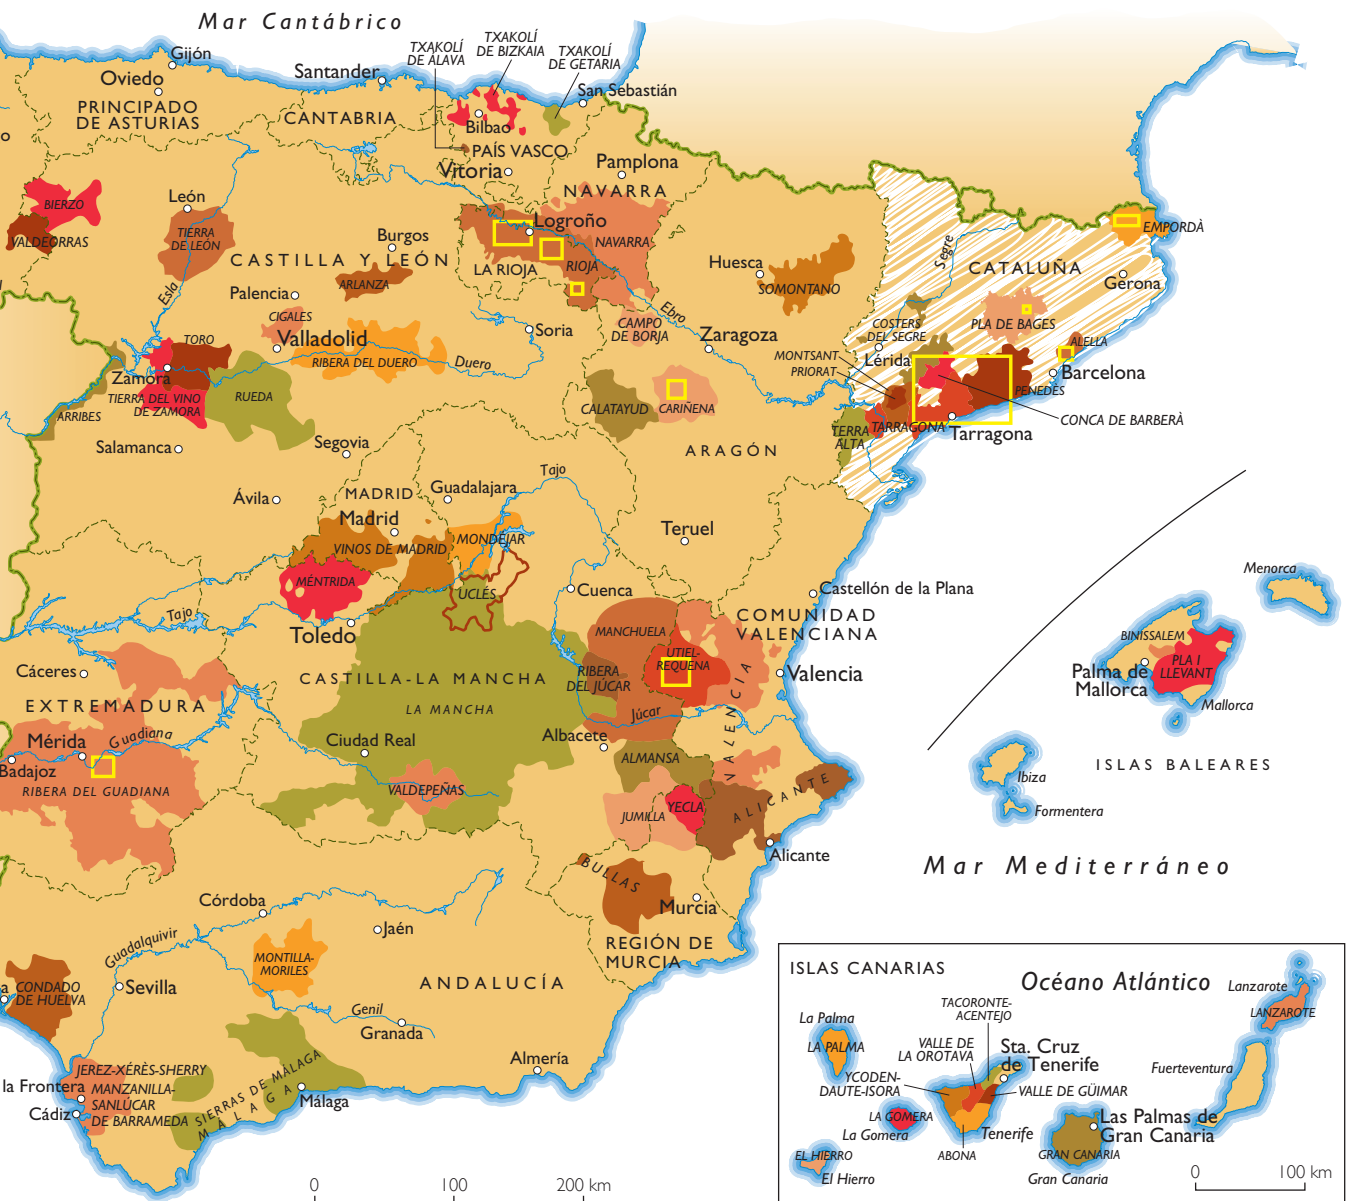 Mar Cantábrico
TXAKOLÍ
DE ÁLAVA
TXAKOLÍ
DE BIZKAIA
TXAKOLÍ
DE GETARIA
Gijón
Oviedo
Santander
San Sebastián
PRINCIPADO
DE ASTURIAS
CANTABRIA
Bilbao
PAÍS VASCO
Vitoria
Pamplona
NAVARRA
BIERZO
VALDEORRAS
León
TIERRA
DE LEÓN
Burgos
CASTILLA Y LEÓN
ARLANZA
Logroño
NAVARRA
LA RIOJA
RIOJA
Huesca
SOMONTANO
Segre
CATALUÑA
EMPORDÀ
Gerona
Esla
Palencia
CIGALES
Valladolid
TORO
RIBERA DEL DUERO
Duero
Soria
CAMPO
DE BORJA
Ebro
Zaragoza
COSTERS
DEL SEGRE
PLA DE BAGES
ALELLA
MONTSANT
PRIORAT
Lérida
Barcelona
PENEDÈS
CONCA DE BARBERÀ
Zamora
TIERRA DEL VINO
DE ZAMORA
ARRIBES
RUEDA
CALATAYUD
CARIÑENA
TERRA
ALTA
TARRAGONA
Tarragona
Salamanca
Segovia
ARAGÓN
Ávila
MADRID
Guadalajara
Tajo
Madrid
VINOS DE MADRID
MONDÉJAR
Teruel
MÉNTRIDA
UCLÉS
Cuenca
Castellón de la Plana
Menorca
Tajo
Toledo
MANCHUELA
COMUNIDAD
VALENCIANA
UTIEL-
REQUENA
BINISSALEM
PLA I
LLEVANT
Palma de
Mallorca
Mallorca
Cáceres
CASTILLA-LA MANCHA
RIBERA
DEL JÚCAR
Valencia
EXTREMADURA
LA MANCHA
Júcar
VALENCIA
Mérida
Guadiana
Ciudad Real
Albacete
Badajoz
RIBERA DEL GUADIANA
VALDEPEÑAS
ALMANSA
ISLAS BALEARES
Ibiza
Formentera
JUMILLA
YECLA
ALICANTE
Alicante
Mar Mediterráneo
BULLAS
Córdoba
Murcia
Jaén
REGIÓN DE
MURCIA
Guadalquivir
MONTILLA-
MORILES
ANDALUCÍA
a
CONDADO
DE HUELVA
Sevilla
Genil
Granada
Almería
JEREZ-XÉRÈS-SHERRY
la Frontera
MANZANILLA-
SANLÚCAR
DE BARRAMEDA
Cádiz
SIERRAS DE MÁLAGA
MÁLAGA
Málaga
0 100 200 km
ISLAS CANARIAS
Océano Atlántico
Lanzarote
LANZAROTE
TACORONTE-
ACENTEJO
La Palma
LA PALMA
VALLE DE
LA OROTAVA
Sta. Cruz
de Tenerife
Fuerteventura
YCODEN-
DAUTE-ISORA
VALLE DE GÜIMAR
LA GOMERA
La Gomera
Tenerife
ABONA
Las Palmas de
Gran Canaria
GRAN CANARIA
Gran Canaria
EL HIERRO
El Hierro
0 100 km